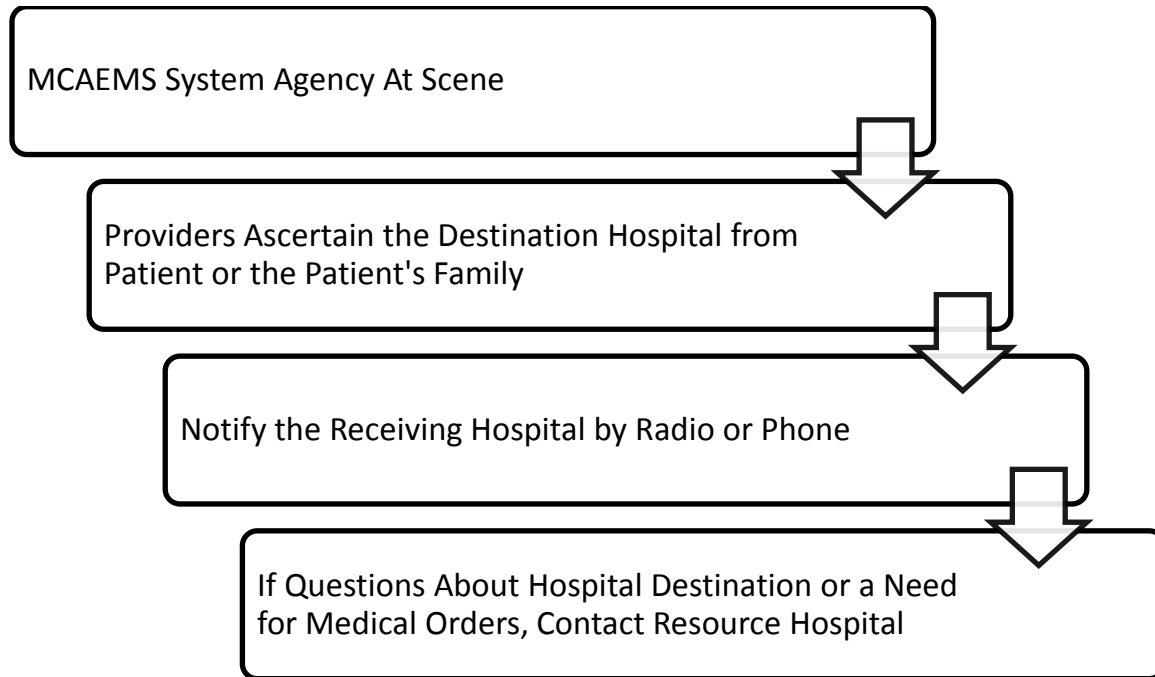 MCAEMS System Agency At Scene
Providers Ascertain the Destination Hospital from
Patient or the Patient's Family
Notify the Receiving Hospital by Radio or Phone
If Questions About Hospital Destination or a Need
for Medical Orders, Contact Resource Hospital